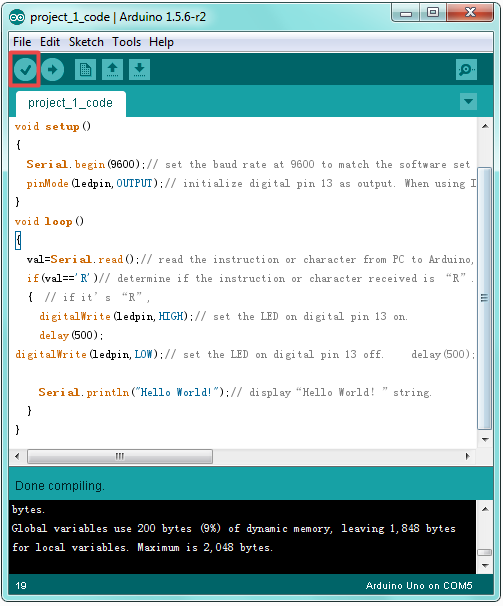 project_1_code | Arduino 1.5.6-r2
File Edit Sketch Tools Help
project_1_code
void setup()
{
Serial.begin(9600);// set the baud rate at 9600 to match the software set
pinMode(ledpin,OUTPUT);// initialize digital pin 13 as output. When using I
}
void loop()
{
val=Serial.read();// read the instruction or character from PC to Arduino,
if(val=='R')// determine if the instruction or character received is “R”.
{ // if it's “R”,
digitalWrite(ledpin,HIGH);// set the LED on digital pin 13 on.
delay(500);
digitalWrite(ledpin,LOW);// set the LED on digital pin 13 off. delay(500);
Serial.println("Hello World!");// display“Hello World! ”string.
}
}
Done compiling.
bytes.
Global variables use 200 bytes (9%) of dynamic memory, leaving 1,848 bytes
for local variables. Maximum is 2,048 bytes.
19 Arduino Uno on COM5